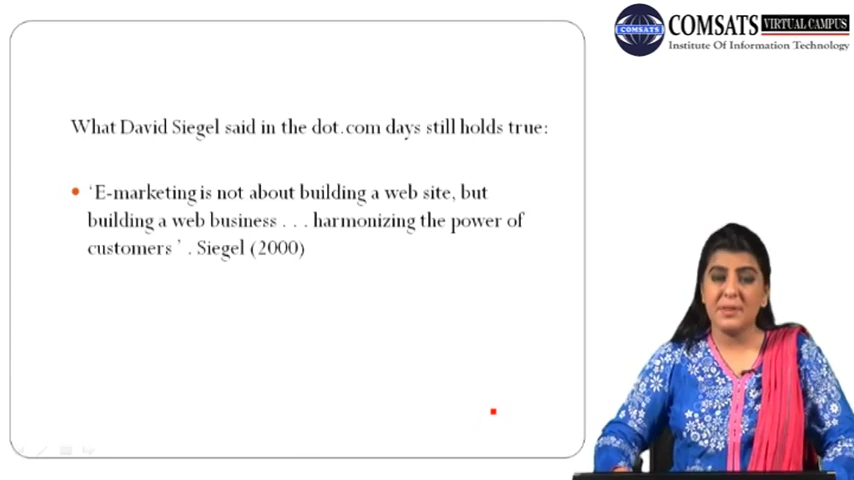 COMSATS VIRTUAL CAMPUS
COMSATS
Institute Of Information Technology
What David Siegel said in the dot.com days still holds true:
• ‘E-marketing is not about building a web site, but
building a web business . . . harmonizing the power of
customers ’ . Siegel (2000)